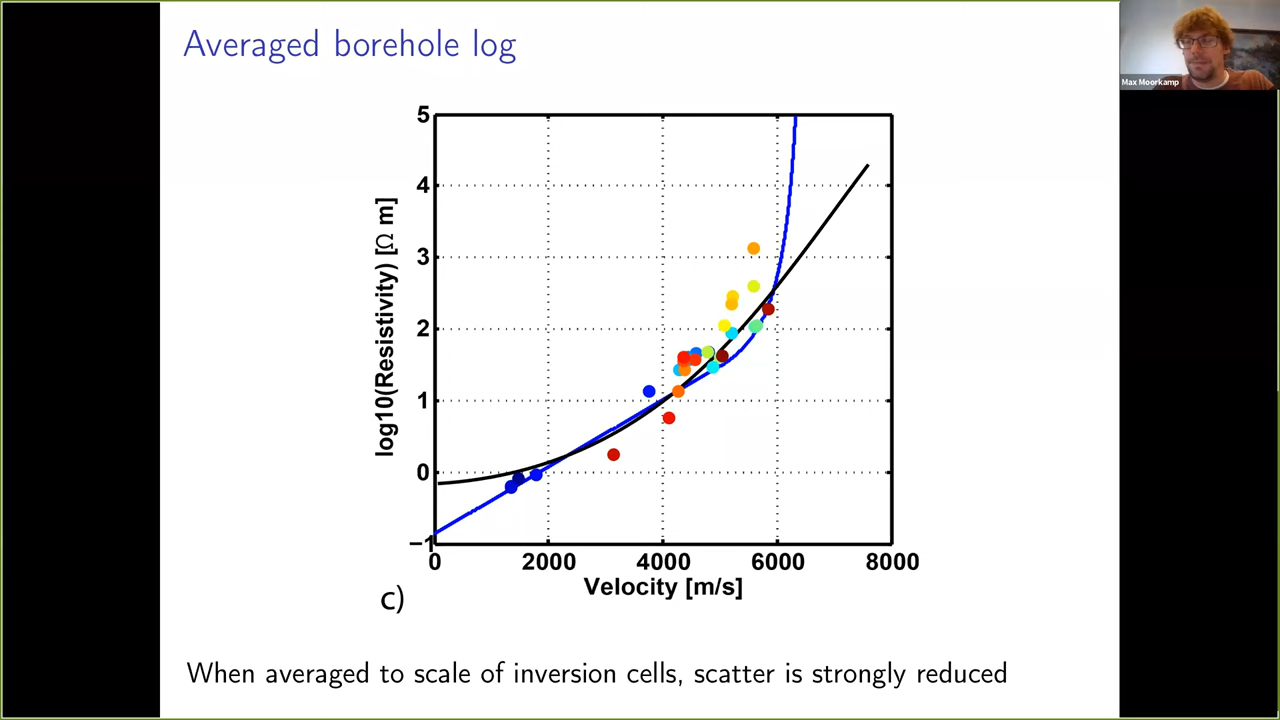 Averaged borehole log
Max Moorkamp
5
4
3
2
1
0
−1
log10(Resistivity) [Ω m]
0 2000 4000 6000 8000
Velocity [m/s]
c)
When averaged to scale of inversion cells, scatter is strongly reduced